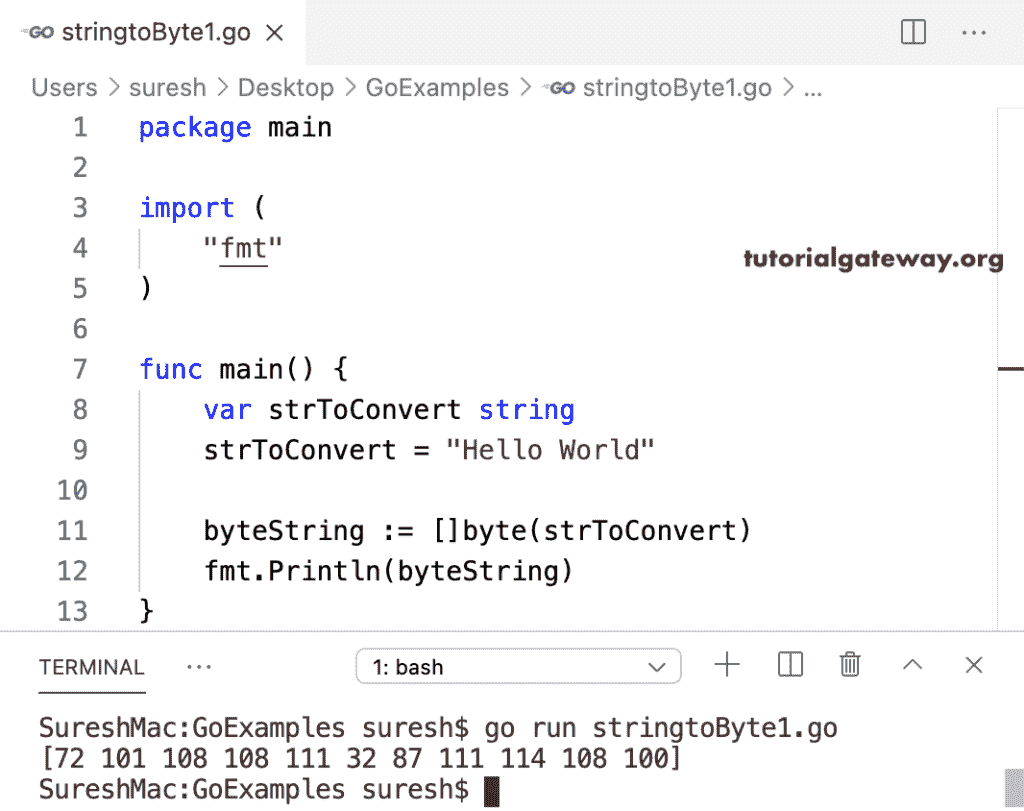 GO stringtoByte1.go
Users > suresh > Desktop > GoExamples > GO stringtoByte1.go > ...
1 package main
2
3 import (
4 "fmt"
tutorialgateway.org
5 )
6
7 func main() {
8 var strToConvert string
9 strToConvert = "Hello World"
10
11 byteString := []byte(strToConvert)
12 fmt.Println(byteString)
13 }
TERMINAL ... 1: bash
SureshMac:GoExamples suresh$ go run stringtoByte1.go
[72 101 108 108 111 32 87 111 114 108 100]
SureshMac:GoExamples suresh$